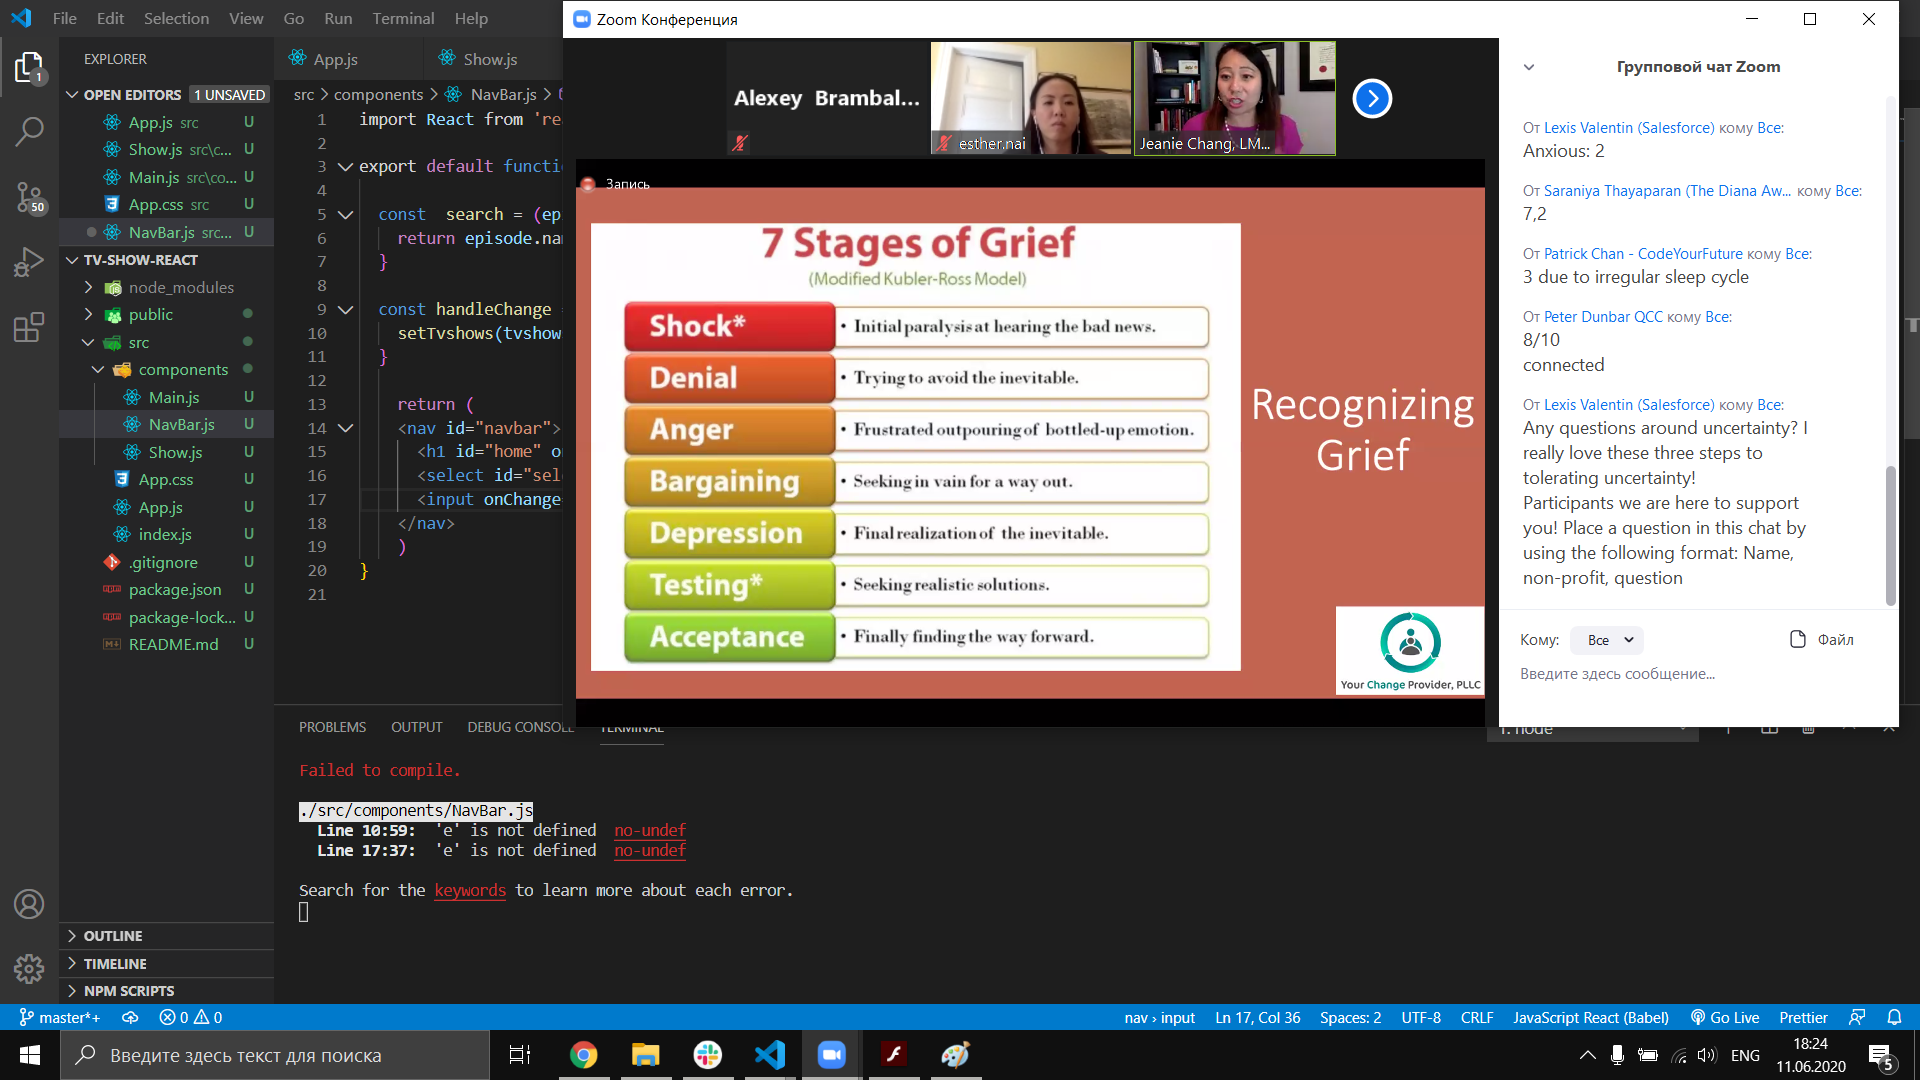 File Edit Selection View Go Run Terminal Help
EXPLORER
OPEN EDITORS 1 UNSAVED
App.js src U
Show.js src\c... U
Main.js src\co... U
App.css src U
NavBar.js src... U
TV-SHOW-REACT
node_modules
public
src
components
Main.js U
NavBar.js U
Show.js U
App.css U
App.js U
index.js U
.gitignore U
package.json U
package-lock... U
README.md U
OUTLINE
TIMELINE
NPM SCRIPTS
1
50
App.js Show.js
src > components > NavBar.js >
1 import React from 're
2
3 export default functi
4
5 const search = (ep
6 return episode.nam
7 }
8
9 const handleChange =
10 setTvshows(tvshow
11 }
12
13 return (
14 <nav id="navbar">
15 <h1 id="home" o
16 <select id="sel
17 <input onChange
18 </nav>
19 )
20 }
21
PROBLEMS OUTPUT DEBUG CONSOLE TERMINAL
1: node
Failed to compile.
./src/components/NavBar.js
Line 10:59: 'e' is not defined no-undef
Line 17:37: 'e' is not defined no-undef
Search for the keywords to learn more about each error.
Zoom Конференция
Alexey Brambal...
esther.nai
Jeanie Chang, LM...
Запись
7 Stages of Grief
(Modified Kubler-Ross Model)
Shock* • Initial paralysis at hearing the bad news.
Denial • Trying to avoid the inevitable.
Anger • Frustrated outpouring of bottled-up emotion.
Bargaining • Seeking in vain for a way out.
Depression • Final realization of the inevitable.
Testing* • Seeking realistic solutions.
Acceptance • Finally finding the way forward.
Recognizing
Grief
Your Change Provider, PLLC
Групповой чат Zoom
От Lexis Valentin (Salesforce) кому Все:
Anxious: 2
От Saraniya Thayaparan (The Diana Aw... кому Все:
7,2
От Patrick Chan - CodeYourFuture кому Все:
3 due to irregular sleep cycle
От Peter Dunbar QCC кому Все:
8/10
connected
От Lexis Valentin (Salesforce) кому Все:
Any questions around uncertainty? I
really love these three steps to
tolerating uncertainty!
Participants we are here to support
you! Place a question in this chat by
using the following format: Name,
non-profit, question
Кому: Все Файл
Введите здесь сообщение...
master*+ 0 0
nav › input Ln 17, Col 36 Spaces: 2 UTF-8 CRLF JavaScript React (Babel) Go Live Prettier
Введите здесь текст для поиска
ENG
18:24
11.06.2020
5